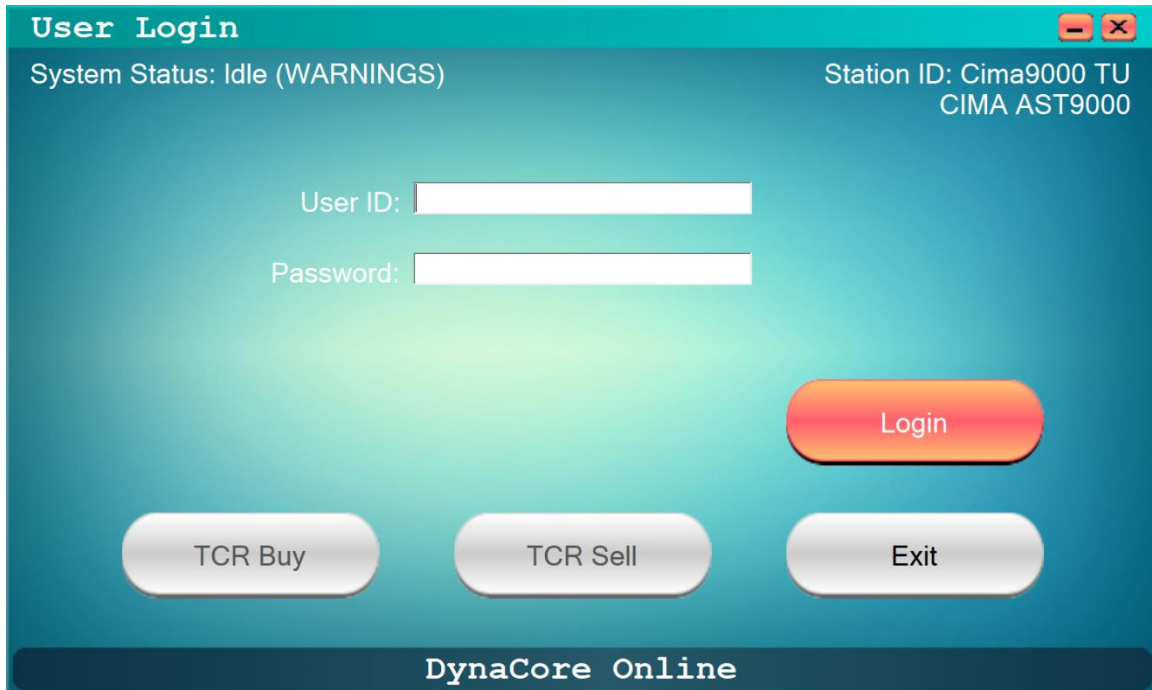 User Login
System Status: Idle (WARNINGS)
Station ID: Cima9000 TU
CIMA AST9000
User ID:
Password:
Login
TCR Buy
TCR Sell
Exit
DynaCore Online